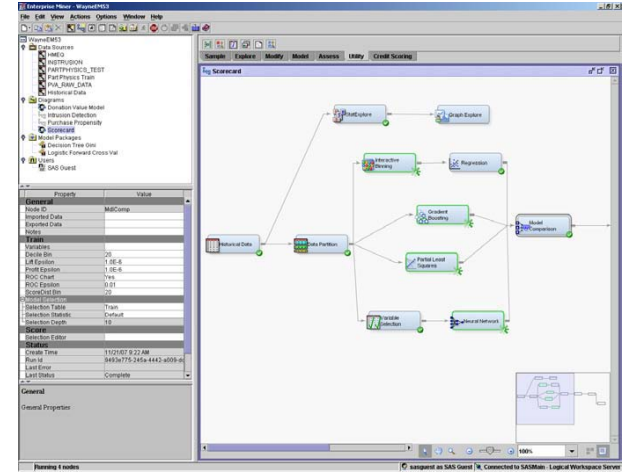 Enterprise Miner - WayneEMS3
File Edit View Actions Options Window Help
WayneEMS3
Data Sources
HMEQ
INSTRUSION
PARTPHYSICS_TEST
Part Physics Train
PVA_RAW_DATA
Historical Data
Diagrams
Donation Value Model
Intrusion Detection
Purchase Propensity
Scorecard
Model Packages
Decision Tree Gini
Logistic Forward Cross Val
Users
SAS Guest
Sample Explore Modify Model Assess Utility Credit Scoring
Scorecard
StatExplore
Graph Explore
Interactive
Binning
Regression
Gradient
Boosting
Model
Comparison
Historical Data
Data Partition
Partial Least
Squares
Variable
Selection
Neural Network
Property Value
General
Node ID MdlComp
Imported Data
Exported Data
Notes
Train
Variables
Decile Bin 20
Lift Epsilon 1.0E-6
Profit Epsilon 1.0E-6
ROC Chart Yes
ROC Epsilon 0.01
ScoreDist Bin 20
Model Selection
Selection Table Train
Selection Statistic Default
Selection Depth 10
Score
Selection Editor
Status
Create Time 11/21/07 9:22 AM
Run Id
Last Error
Last Status Complete
General
General Properties
100%
Running 4 nodes
sasguest as SAS Guest Connected to SASMain - Logical Workspace Server